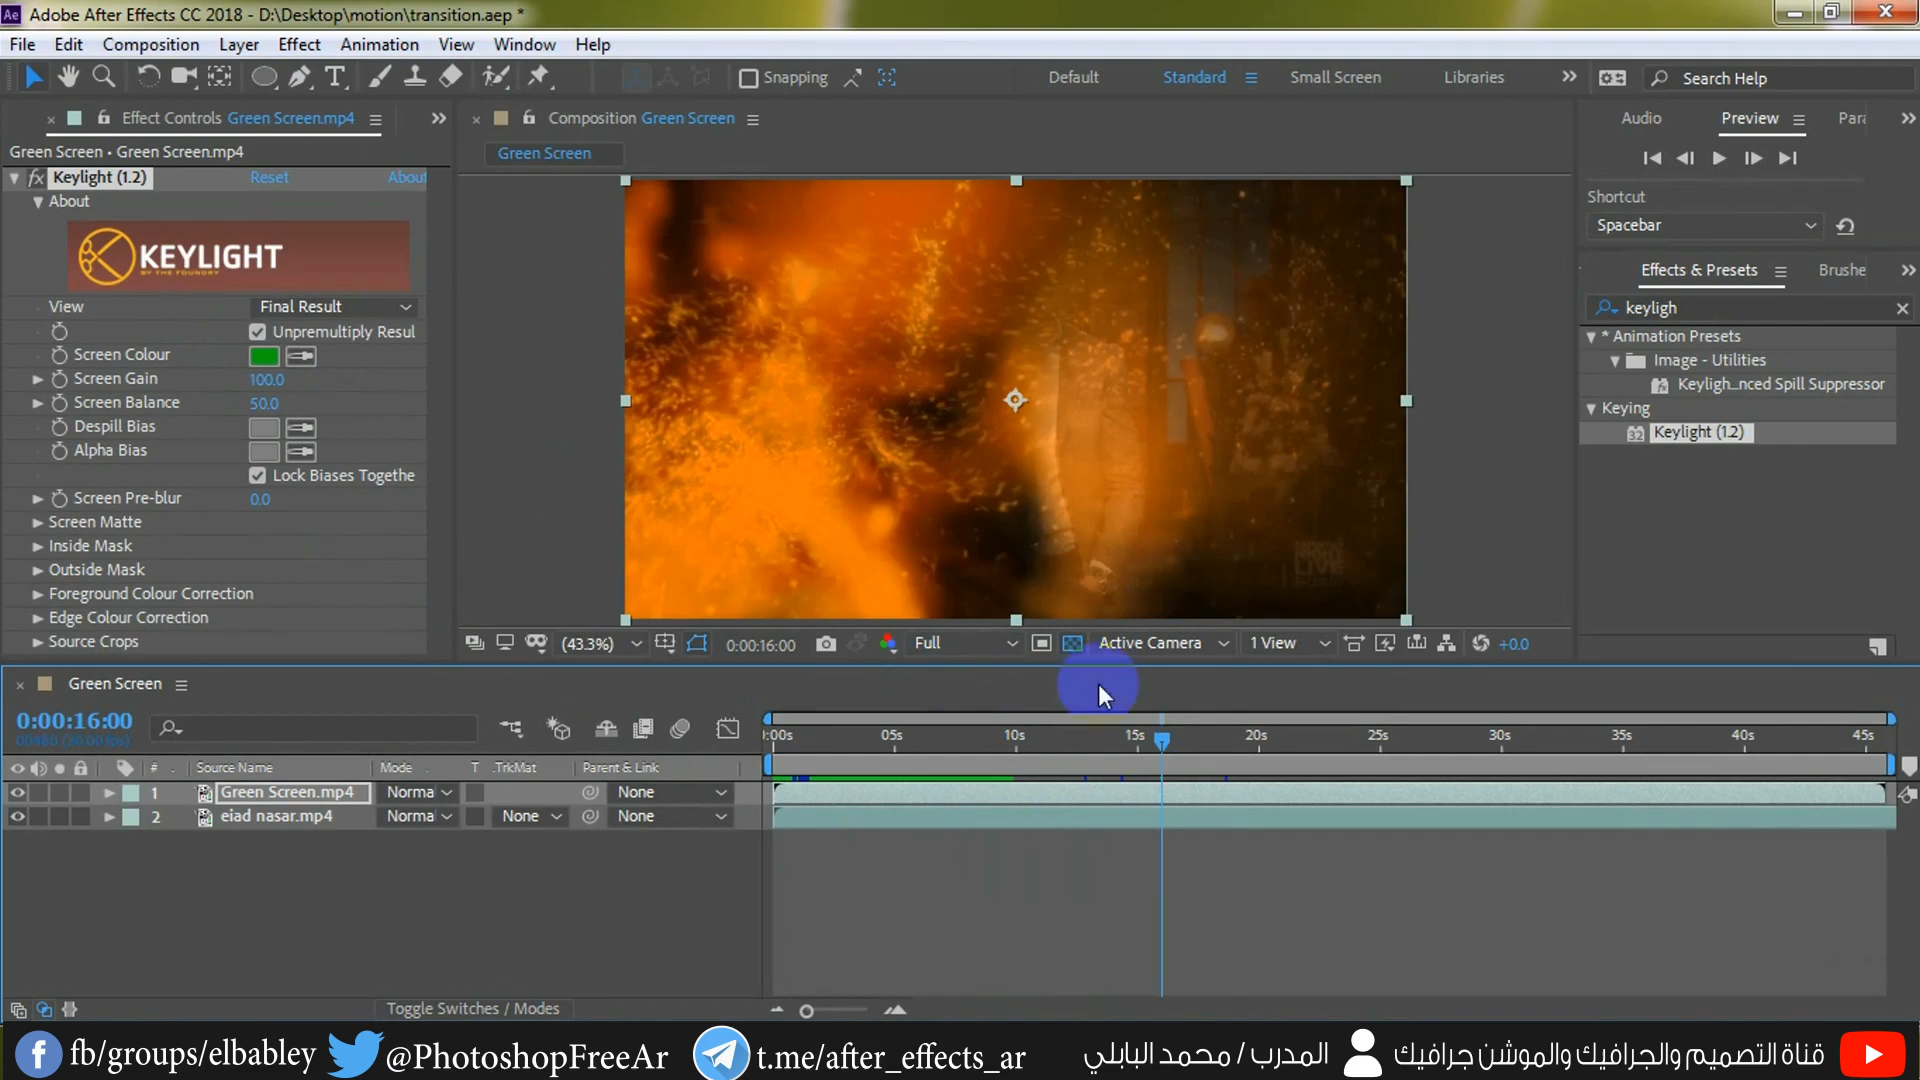 Adobe After Effects CC 2018 - D:\Desktop\motion\transition.aep *
File Edit Composition Layer Effect Animation View Window Help
Snapping Default Standard Small Screen Libraries Search Help
Effect Controls Green Screen.mp4
Composition Green Screen
Audio Preview Para
Green Screen • Green Screen.mp4
Green Screen
Keylight (1.2) Reset About
About
KEYLIGHT
BY THE FOUNDRY
Shortcut
Spacebar
Effects & Presets Brushe
keyligh
* Animation Presets
Image - Utilities
Keyligh...nced Spill Suppressor
Keying
Keylight (1.2)
View Final Result
Unpremultiply Resul
Screen Colour
Screen Gain 100.0
Screen Balance 50.0
Despill Bias
Alpha Bias
Lock Biases Togethe
Screen Pre-blur 0.0
Screen Matte
Inside Mask
Outside Mask
Foreground Colour Correction
Edge Colour Correction
Source Crops
(43.3%) 0:00:16:00 Full Active Camera 1 View +0.0
Green Screen
0:00:16:00
00480 (30.00 fps)
:00s 05s 10s 15s 20s 25s 30s 35s 40s 45s
# Source Name Mode T .TrkMat Parent & Link
1 Green Screen.mp4 Norma None
2 eiad nasar.mp4 Norma None None
Toggle Switches / Modes
fb/groups/elbabley @PhotoshopFreeAr t.me/after_effects_ar المدرب / محمد البابلي قناة التصميم والجرافيك والموشن جرافيك